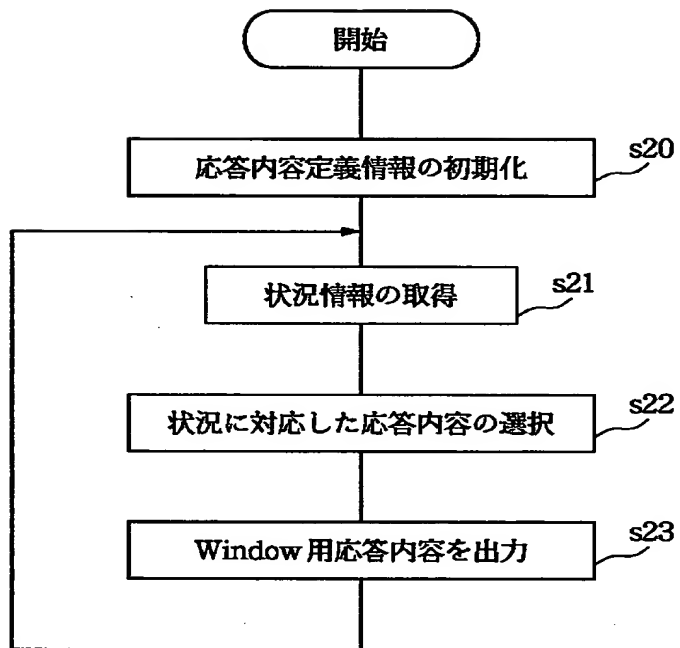 開始
応答内容定義情報の初期化
s20
状況情報の取得
s21
状況に対応した応答内容の選択
s22
Window用応答内容を出力
s23